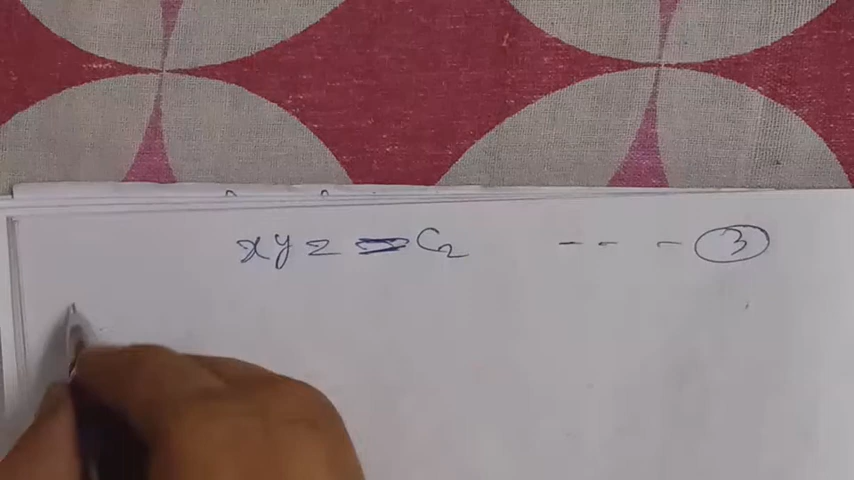 xyz = C₂ --- ③